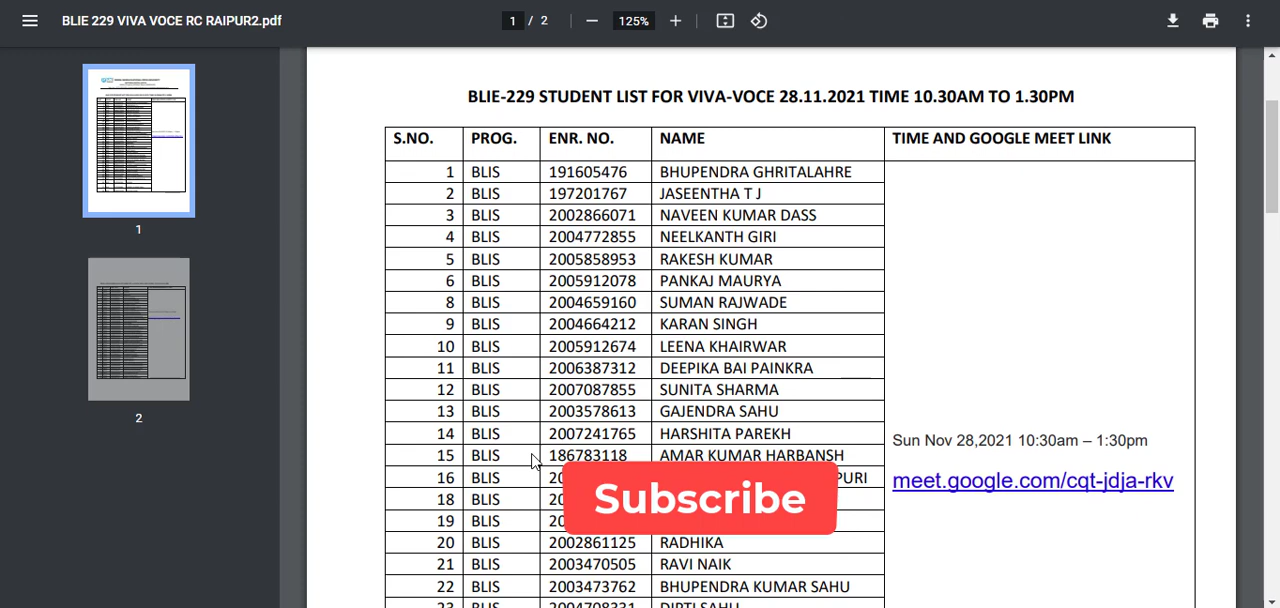 BLIE 229 VIVA VOCE RC RAIPUR2.pdf
1 / 2
125%
1
2
BLIE-229 STUDENT LIST FOR VIVA-VOCE 28.11.2021 TIME 10.30AM TO 1.30PM
S.NO. PROG. ENR. NO. NAME TIME AND GOOGLE MEET LINK
1 BLIS 191605476 BHUPENDRA GHRITALAHRE
2 BLIS 197201767 JASEENTHA T J
3 BLIS 2002866071 NAVEEN KUMAR DASS
4 BLIS 2004772855 NEELKANTH GIRI
5 BLIS 2005858953 RAKESH KUMAR
6 BLIS 2005912078 PANKAJ MAURYA
8 BLIS 2004659160 SUMAN RAJWADE
9 BLIS 2004664212 KARAN SINGH
10 BLIS 2005912674 LEENA KHAIRWAR
11 BLIS 2006387312 DEEPIKA BAI PAINKRA
12 BLIS 2007087855 SUNITA SHARMA
13 BLIS 2003578613 GAJENDRA SAHU
14 BLIS 2007241765 HARSHITA PAREKH
Sun Nov 28,2021 10:30am – 1:30pm
15 BLIS 186783118 AMAR KUMAR HARBANSH
meet.google.com/cqt-jdja-rkv
16 BLIS
Subscribe
18 BLIS
19 BLIS
20 BLIS 2002861125 RADHIKA
21 BLIS 2003470505 RAVI NAIK
22 BLIS 2003473762 BHUPENDRA KUMAR SAHU
23 BLIS 2004708331 DIPTI SAHU